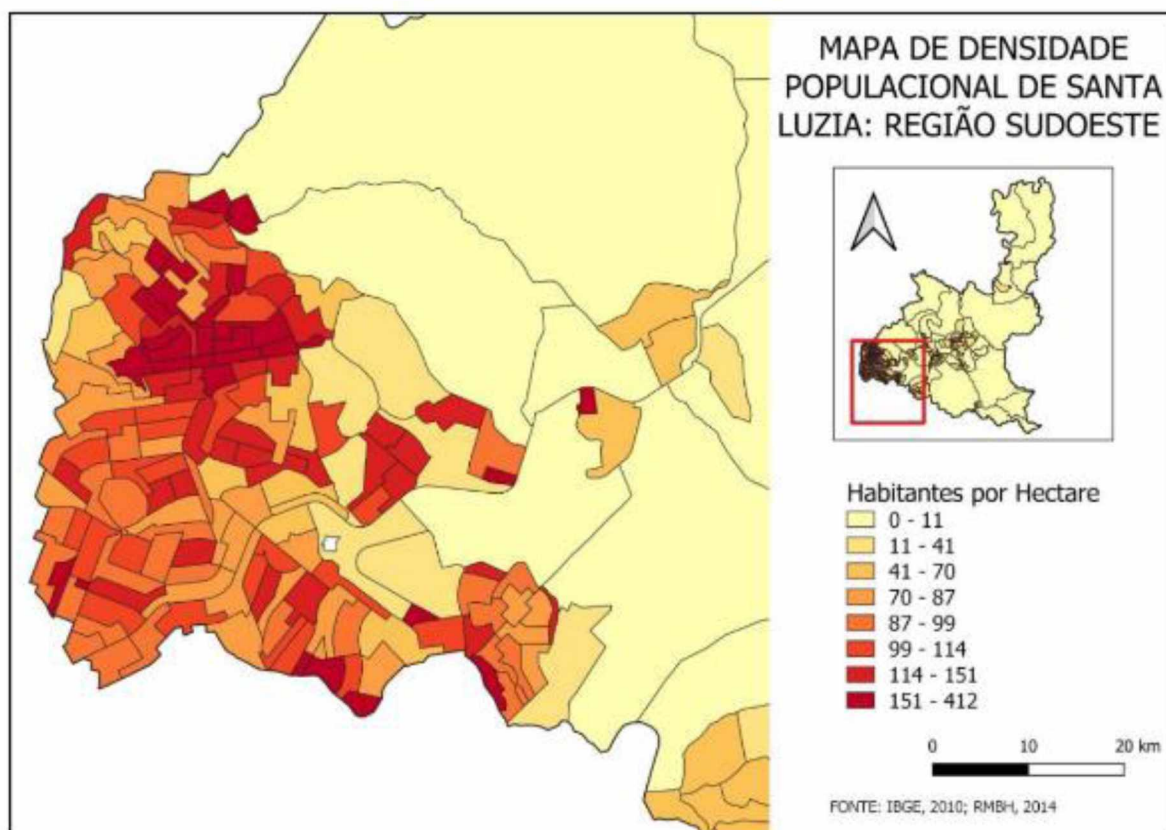 MAPA DE DENSIDADE
POPULACIONAL DE SANTA
LUZIA: REGIÃO SUDOESTE
Habitantes por Hectare
0 - 11
11 - 41
41 - 70
70 - 87
87 - 99
99 - 114
114 - 151
151 - 412
0 10 20 km
FONTE: IBGE, 2010; RMBH, 2014